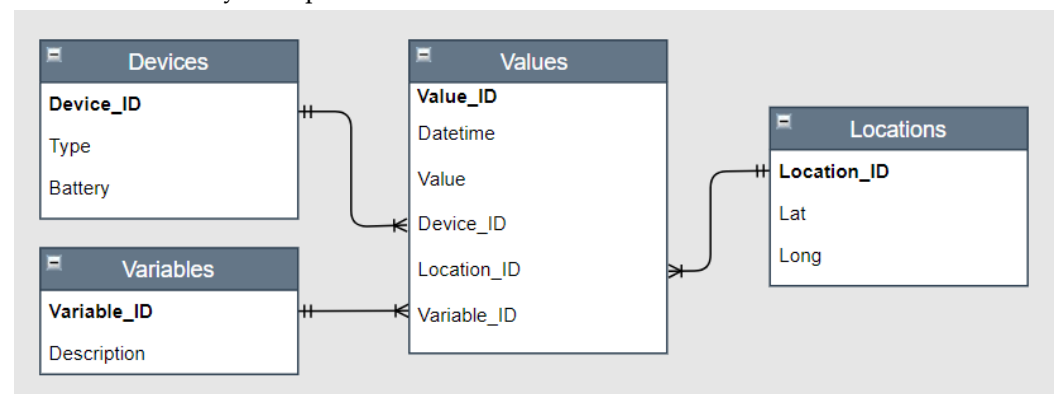 Devices
Device_ID
Type
Battery
Variables
Variable_ID
Description
Values
Value_ID
Datetime
Value
Device_ID
Location_ID
Variable_ID
Locations
Location_ID
Lat
Long